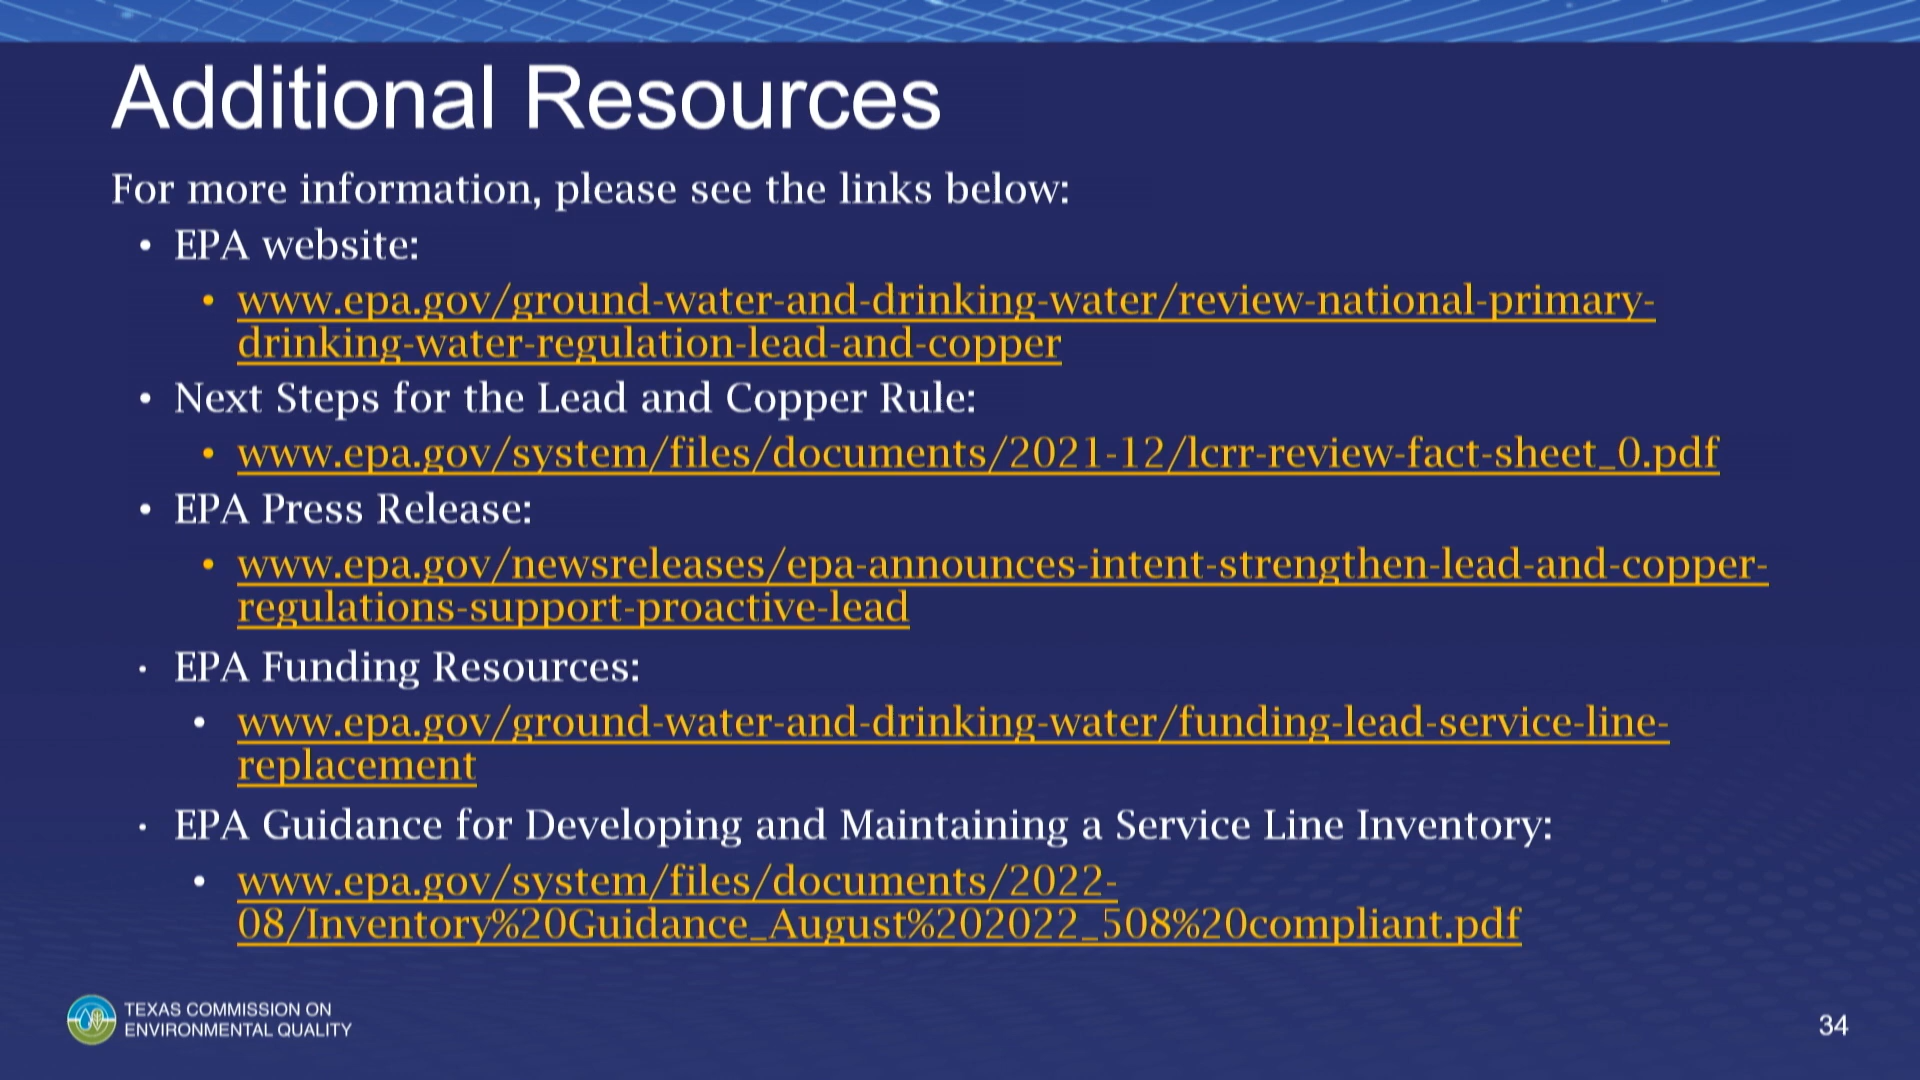 Additional Resources
For more information, please see the links below:
• EPA website:
• www.epa.gov/ground-water-and-drinking-water/review-national-primary-
drinking-water-regulation-lead-and-copper
• Next Steps for the Lead and Copper Rule:
• www.epa.gov/system/files/documents/2021-12/lcrr-review-fact-sheet_0.pdf
• EPA Press Release:
• www.epa.gov/newsreleases/epa-announces-intent-strengthen-lead-and-copper-
regulations-support-proactive-lead
• EPA Funding Resources:
• www.epa.gov/ground-water-and-drinking-water/funding-lead-service-line-
replacement
• EPA Guidance for Developing and Maintaining a Service Line Inventory:
• www.epa.gov/system/files/documents/2022-
08/Inventory%20Guidance_August%202022_508%20compliant.pdf
TEXAS COMMISSION ON
ENVIRONMENTAL QUALITY
34